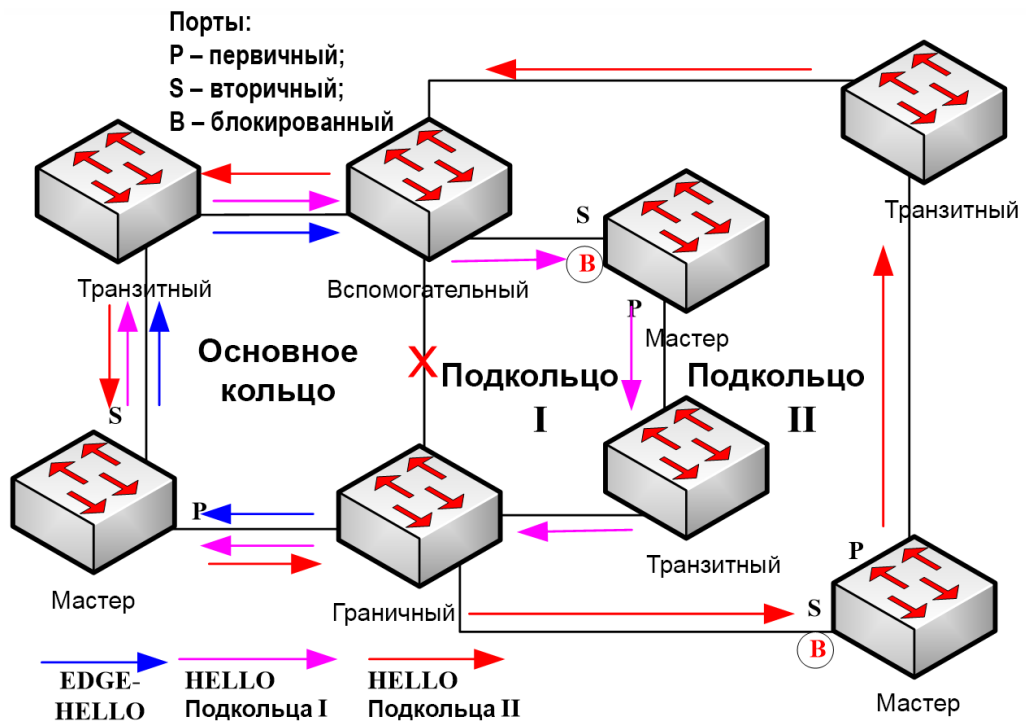 Порты:
P – первичный;
S – вторичный;
B – блокированный
Транзитный
Транзитный
Вспомогательный
S
B
P
Мастер
Основное
кольцо
X
Подкольцо
I
Подкольцо
II
S
P
P
Мастер
Граничный
Транзитный
S
B
Мастер
EDGE-
HELLO
HELLO
Подкольца I
HELLO
Подкольца II